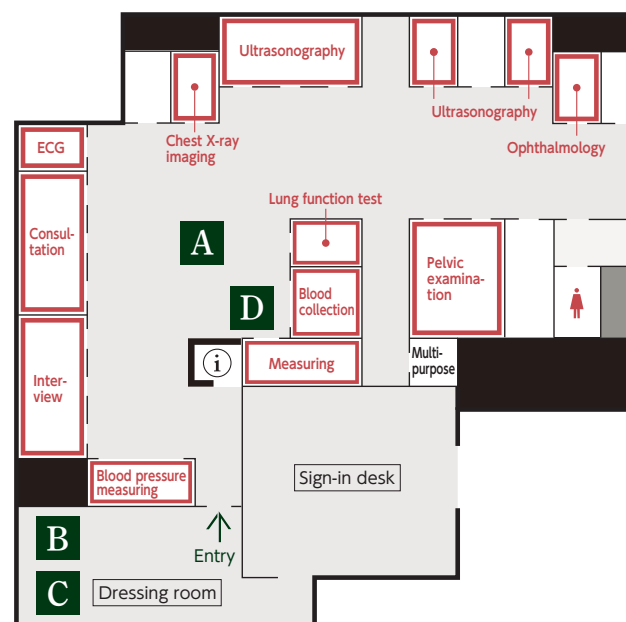 Ultrasonography
Ultrasonography
Chest X-ray
imaging
Ophthalmology
ECG
Lung function test
Consul-
tation
A
Pelvic
examina-
tion
D
Blood
collection
i
Measuring
Multi-
purpose
Inter-
view
Blood pressure
measuring
Sign-in desk
B
Entry
C
Dressing room